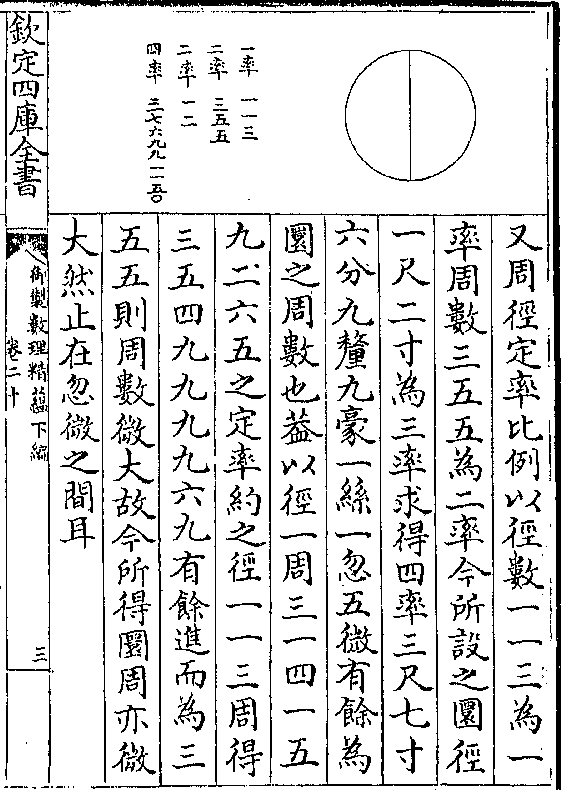 又周徑定率比例以徑數一一三為一
率周數三五五為二率今所設之圜徑
一尺二寸為三率求得四率三尺七寸
六分九釐九豪一絲一忽五微有餘為
圜之周數也葢以徑一周三一四一五
九二六五之定率約之徑一一三周得
三五四九九九九六九有餘進而為三
五五則周數微大故今所得圜周亦微
大然止在忽微之間耳
一率 一一三
二率 三五五
二率 一二
四率 三七六九九一一五〇
欽定四庫全書
御製數理精藴下編
卷二十
三